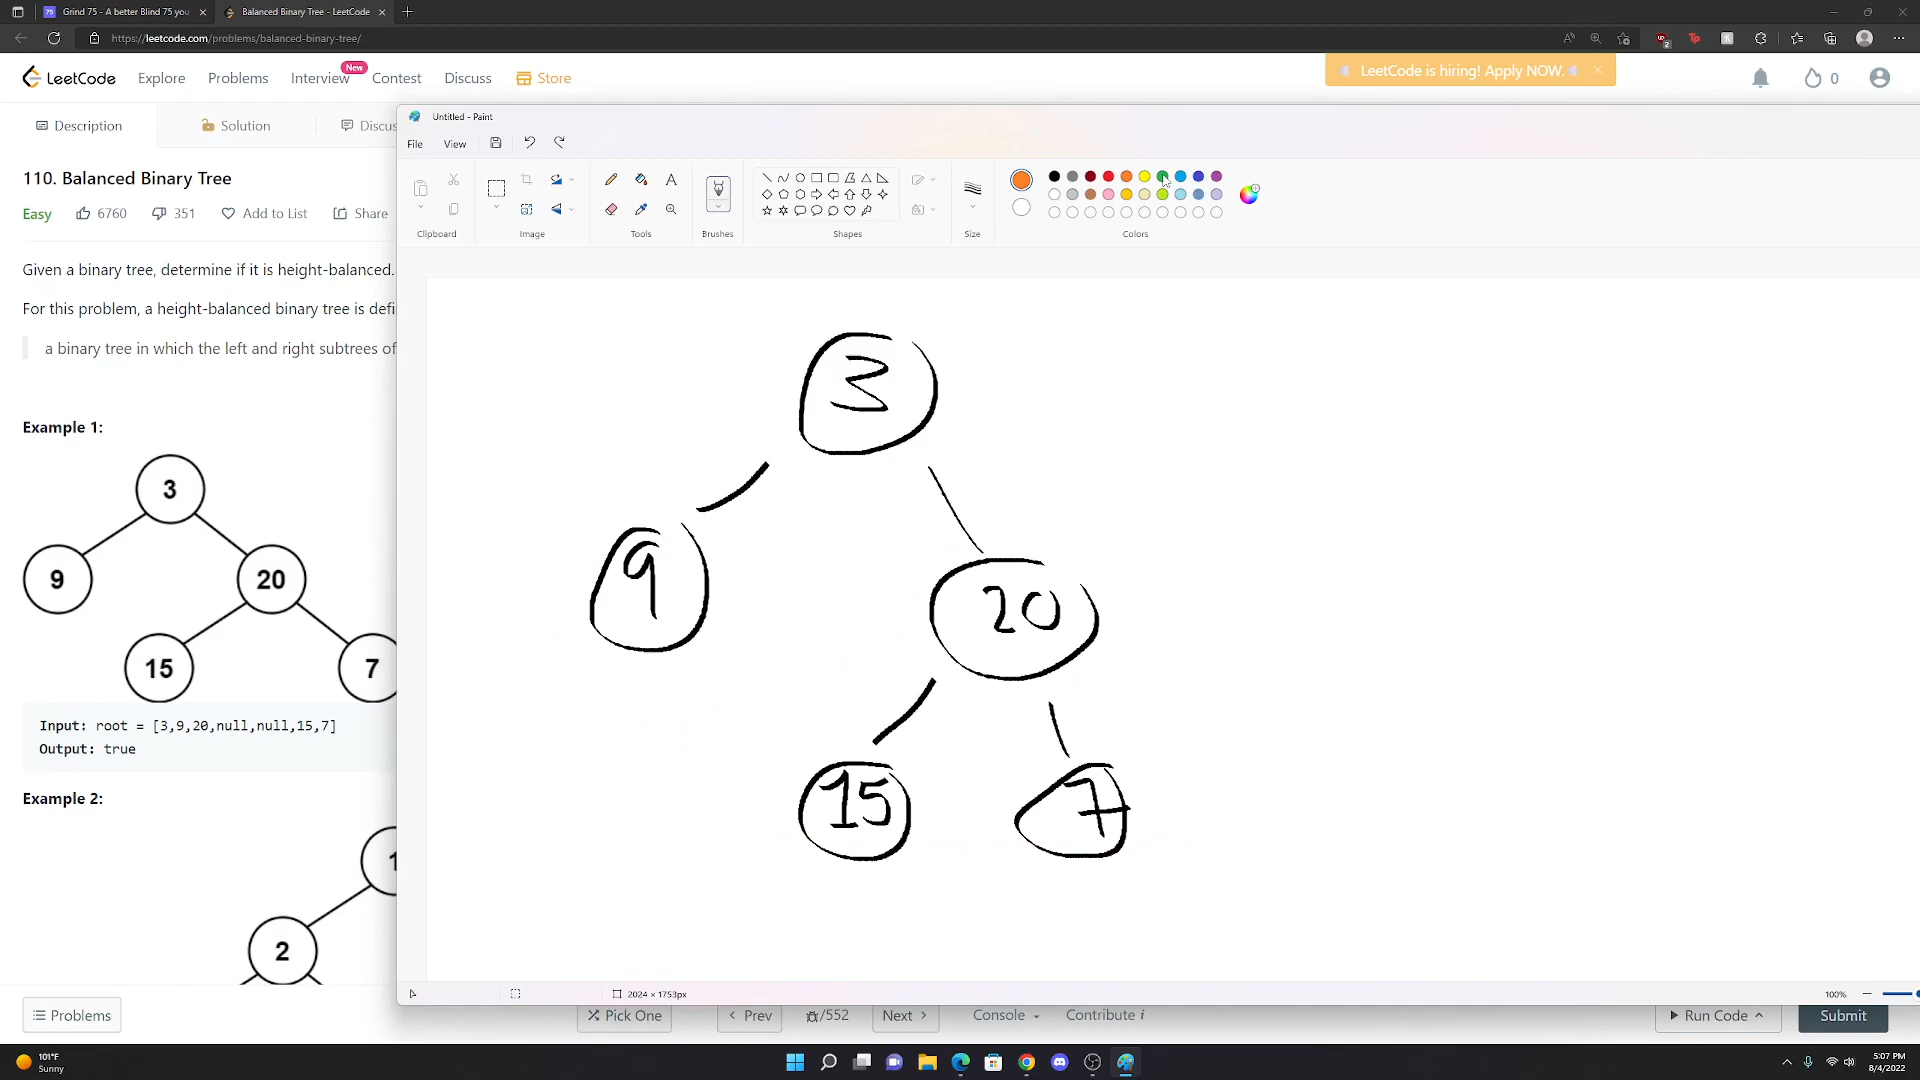 Grind 75 - A better Blind 75 you
Balanced Binary Tree - LeetCode
https://leetcode.com/problems/balanced-binary-tree/
LeetCode
Explore
Problems
Interview
New
Contest
Discuss
Store
LeetCode is hiring! Apply NOW.
0
Description
Solution
Discus
Untitled - Paint
File
View
110. Balanced Binary Tree
Easy
6760
351
Add to List
Share
Clipboard
Image
Tools
Brushes
Shapes
Size
Colors
Given a binary tree, determine if it is height-balanced.
For this problem, a height-balanced binary tree is defi
a binary tree in which the left and right subtrees of
Example 1:
3
9
20
15
7
Input: root = [3,9,20,null,null,15,7]
Output: true
Example 2:
1
2
3
9
20
15
7
2024 × 1753px
100%
Problems
Pick One
Prev
/552
Next
Console
Contribute i
Run Code
Submit
101°F
Sunny
5:07 PM
8/4/2022